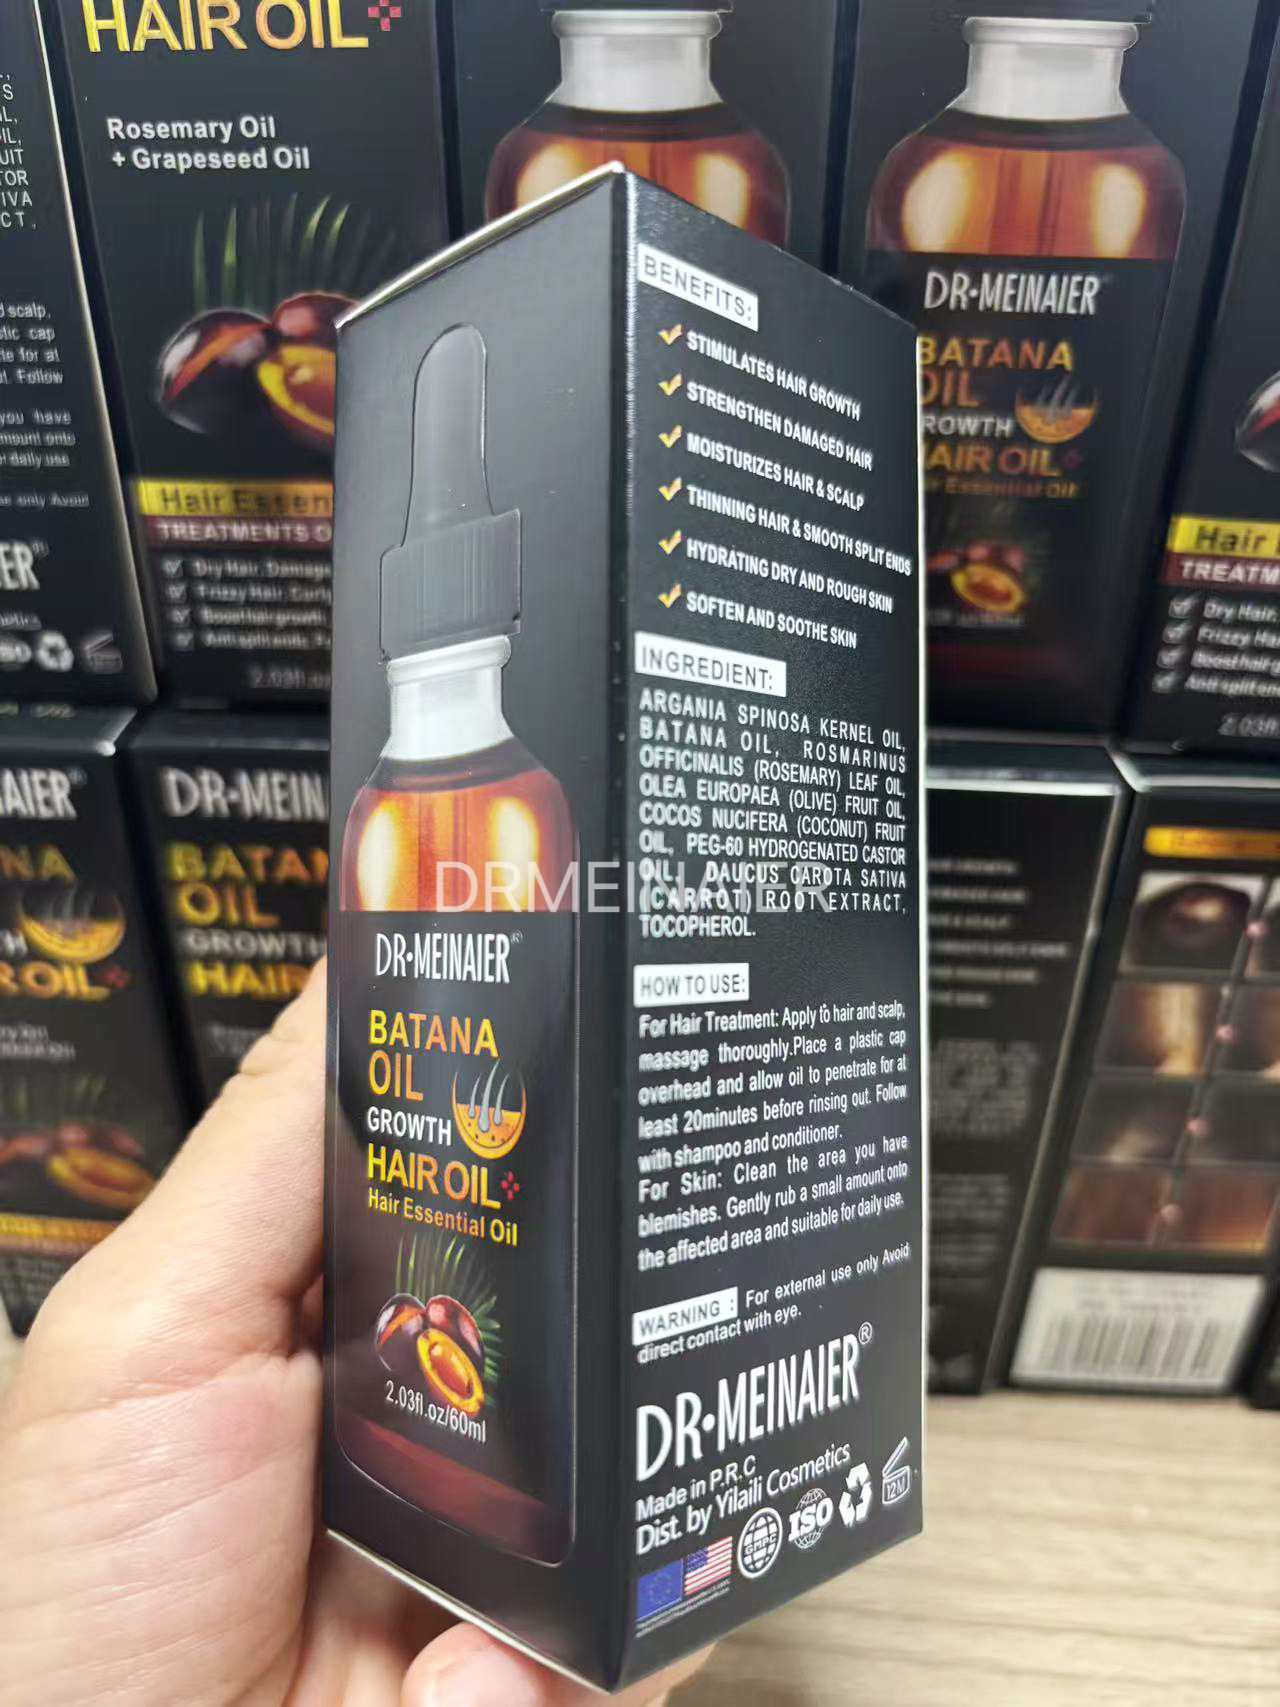 HAIR OIL
Rosemary Oil
+ Grapeseed Oil
TREATMENTS
DR·MEINAIER
BATANA
OIL
GROWTH
HAIR OIL
DR·MEINAIER®
BATANA
OIL
GROWTH
HAIR OIL
Hair Essential Oil
2.03fl.oz/60ml
BENEFITS:
STIMULATES HAIR GROWTH
STRENGTHEN DAMAGED HAIR
MOISTURIZES HAIR & SCALP
THINNING HAIR & SMOOTH SPLIT ENDS
HYDRATING DRY AND ROUGH SKIN
SOFTEN AND SOOTHE SKIN
INGREDIENT:
ARGANIA SPINOSA KERNEL OIL,
BATANA OIL, ROSMARINUS
OFFICINALIS (ROSEMARY) LEAF OIL,
OLEA EUROPAEA (OLIVE) FRUIT OIL,
COCOS NUCIFERA (COCONUT) FRUIT
OIL, PEG-60 HYDROGENATED CASTOR
OIL, DAUCUS CAROTA SATIVA
(CARROT) ROOT EXTRACT,
TOCOPHEROL.
HOW TO USE:
For Hair Treatment: Apply to hair and scalp,
massage thoroughly.Place a plastic cap
overhead and allow oil to penetrate for at
least 20minutes before rinsing out. Follow
with shampoo and conditioner.
For Skin: Clean the area you have
blemishes. Gently rub a small amount onto
the affected area and suitable for daily use.
WARNING : For external use only Avoid
direct contact with eye.
DR·MEINAIER®
Made in P.R.C
Dist. by Yilaili Cosmetics
GMPC
ISO
12M
DRMEINAIER